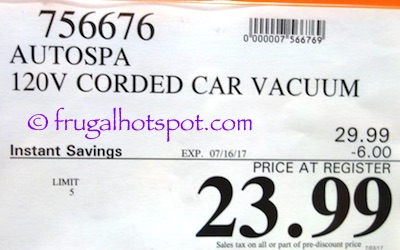 756676
0000007566769
AUTOSPA
120V CORDED CAR VACUUM
© frugalhotspot.com
29.99
Instant Savings EXP. 07/16/17 -6.00
PRICE AT REGISTER
LIMIT
5
23.99
Sales tax on all or part of pre-discount price